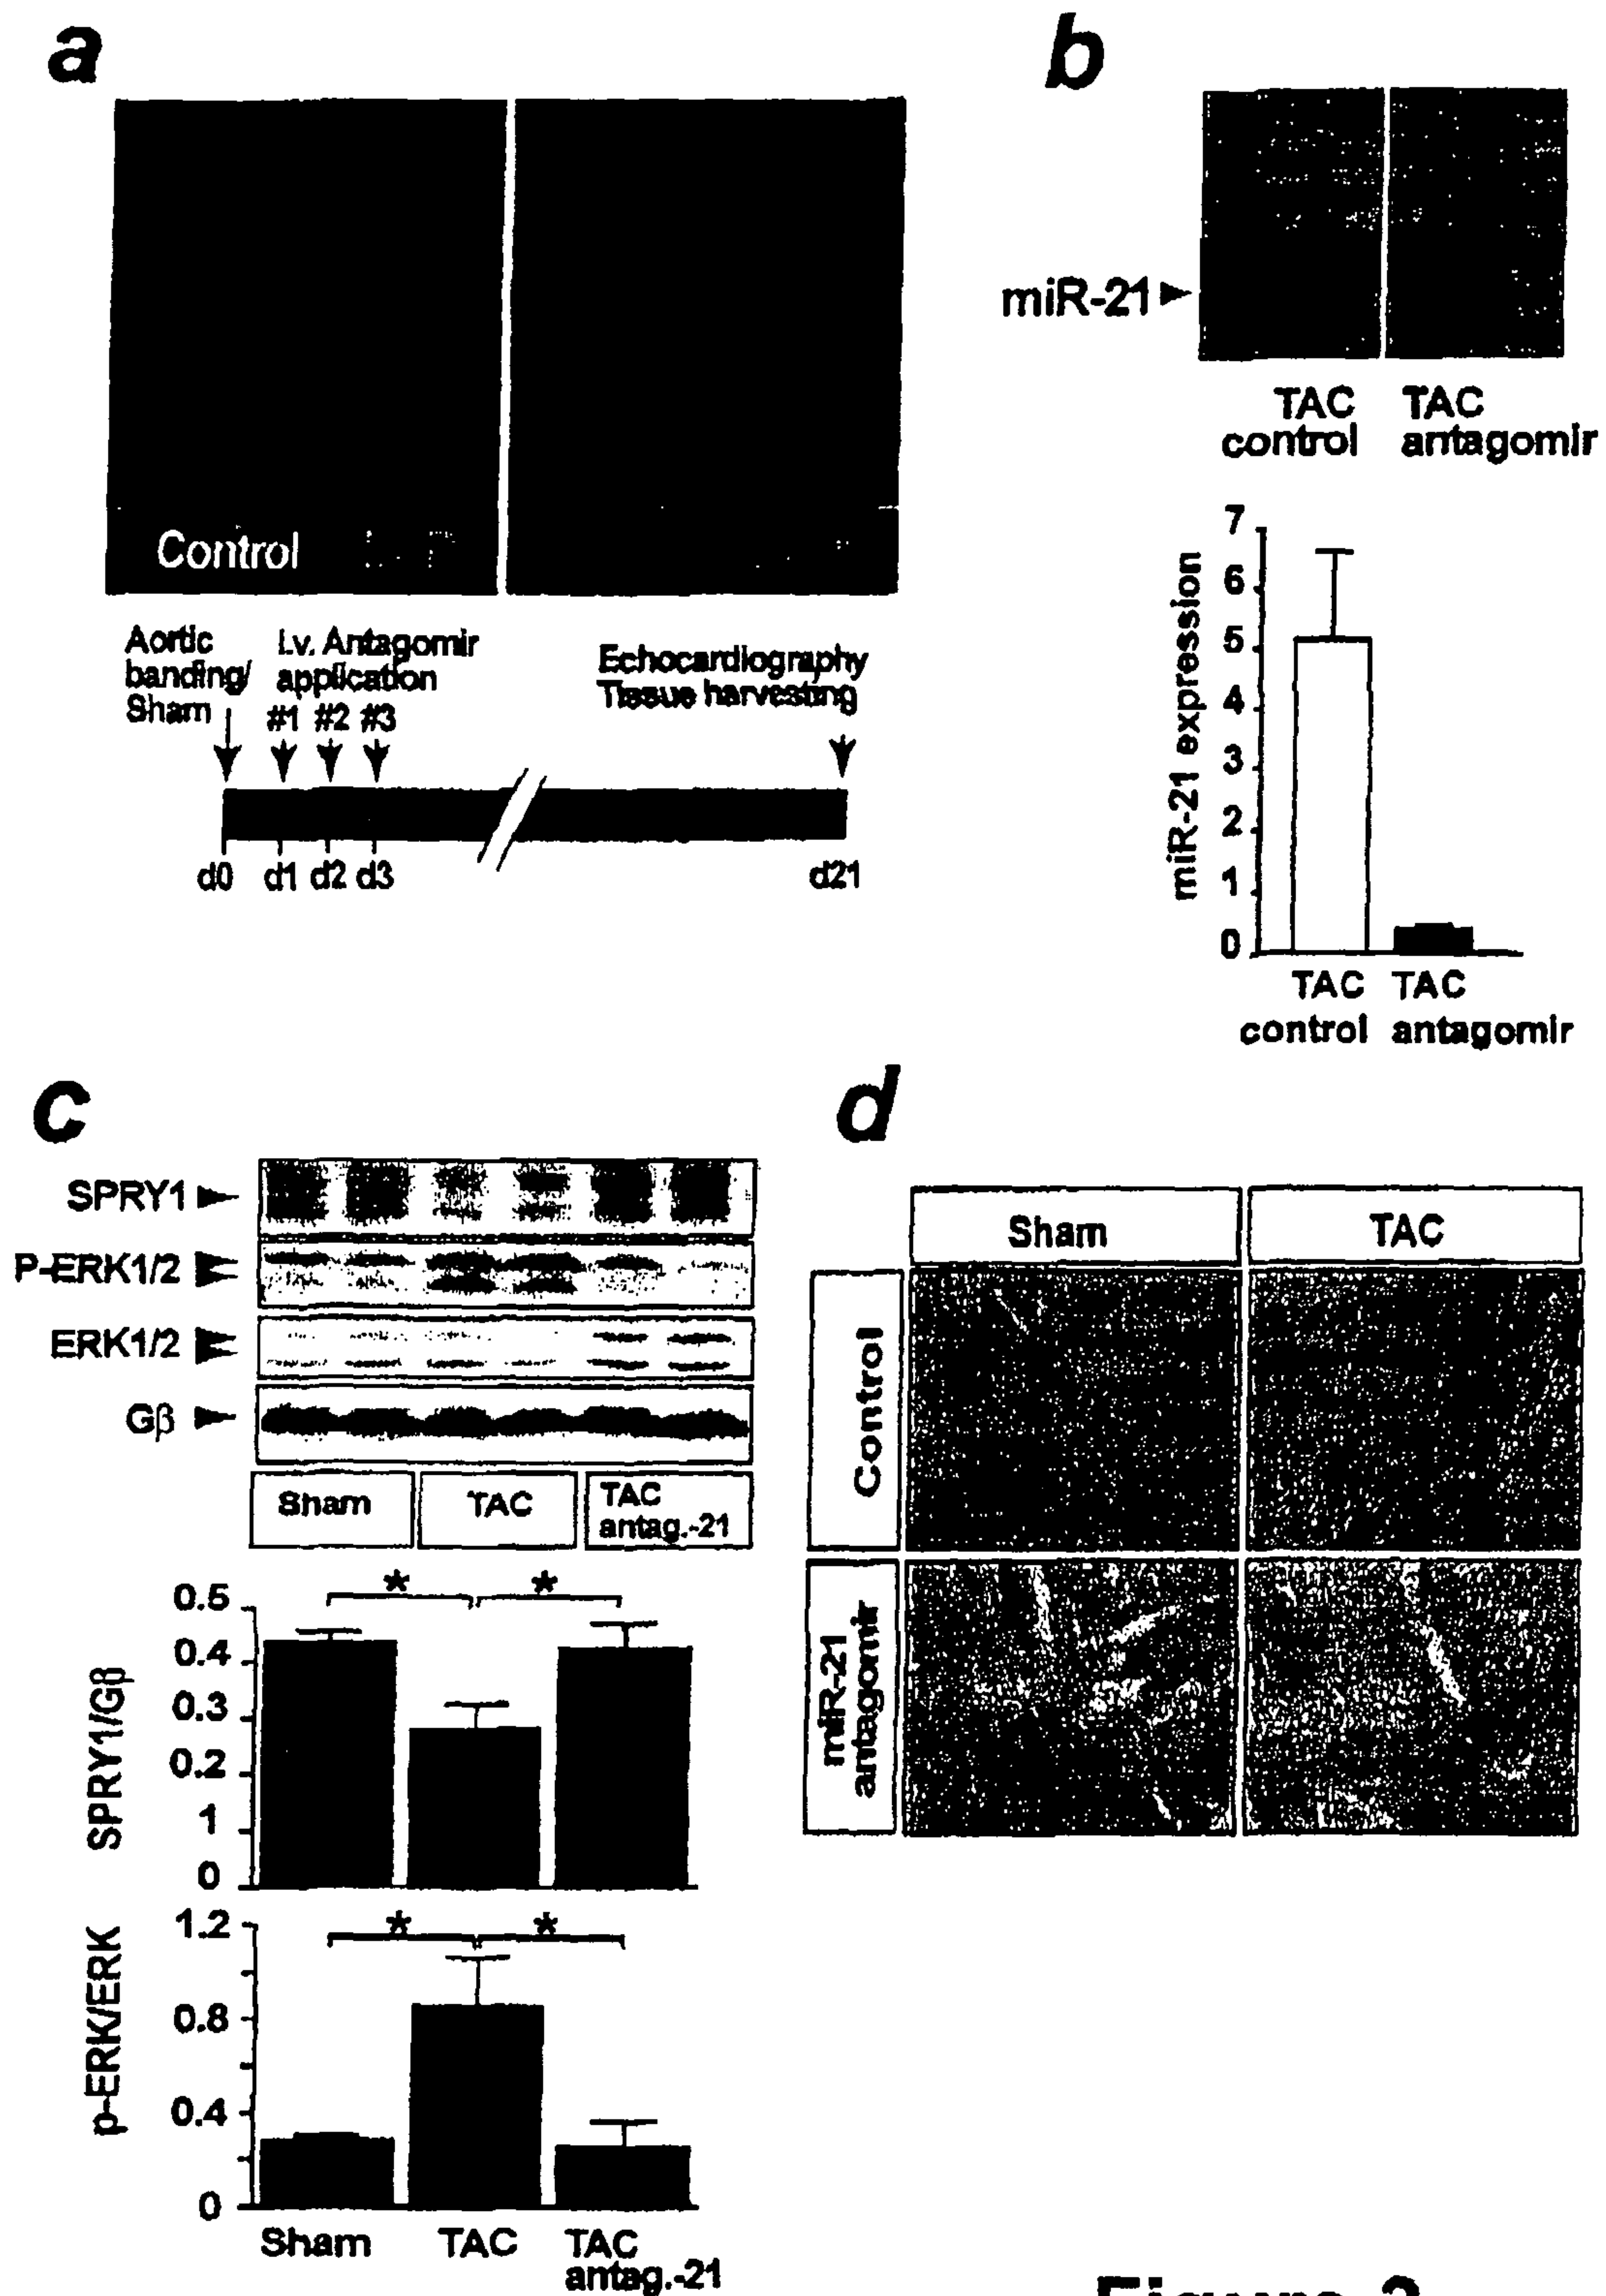 a
Control
Aortic
banding/
Sham
i.v. Antagomir
application
#1 #2 #3
Echocardiography
Tissue harvesting
d0 d1 d2 d3 d21
b
miR-21
TAC TAC
control antagomir
miR-21 expression
7
6
5
4
3
2
1
0
TAC TAC
control antagomir
c
SPRY1
P-ERK1/2
ERK1/2
Gβ
Sham TAC TAC
antag.-21
* *
SPRY1/Gβ
0.5
0.4
0.3
0.2
1
0
* *
p-ERK/ERK
1.2
0.8
0.4
0
Sham TAC TAC
antag.-21
d
Sham TAC
Control
miR-21
antagomir